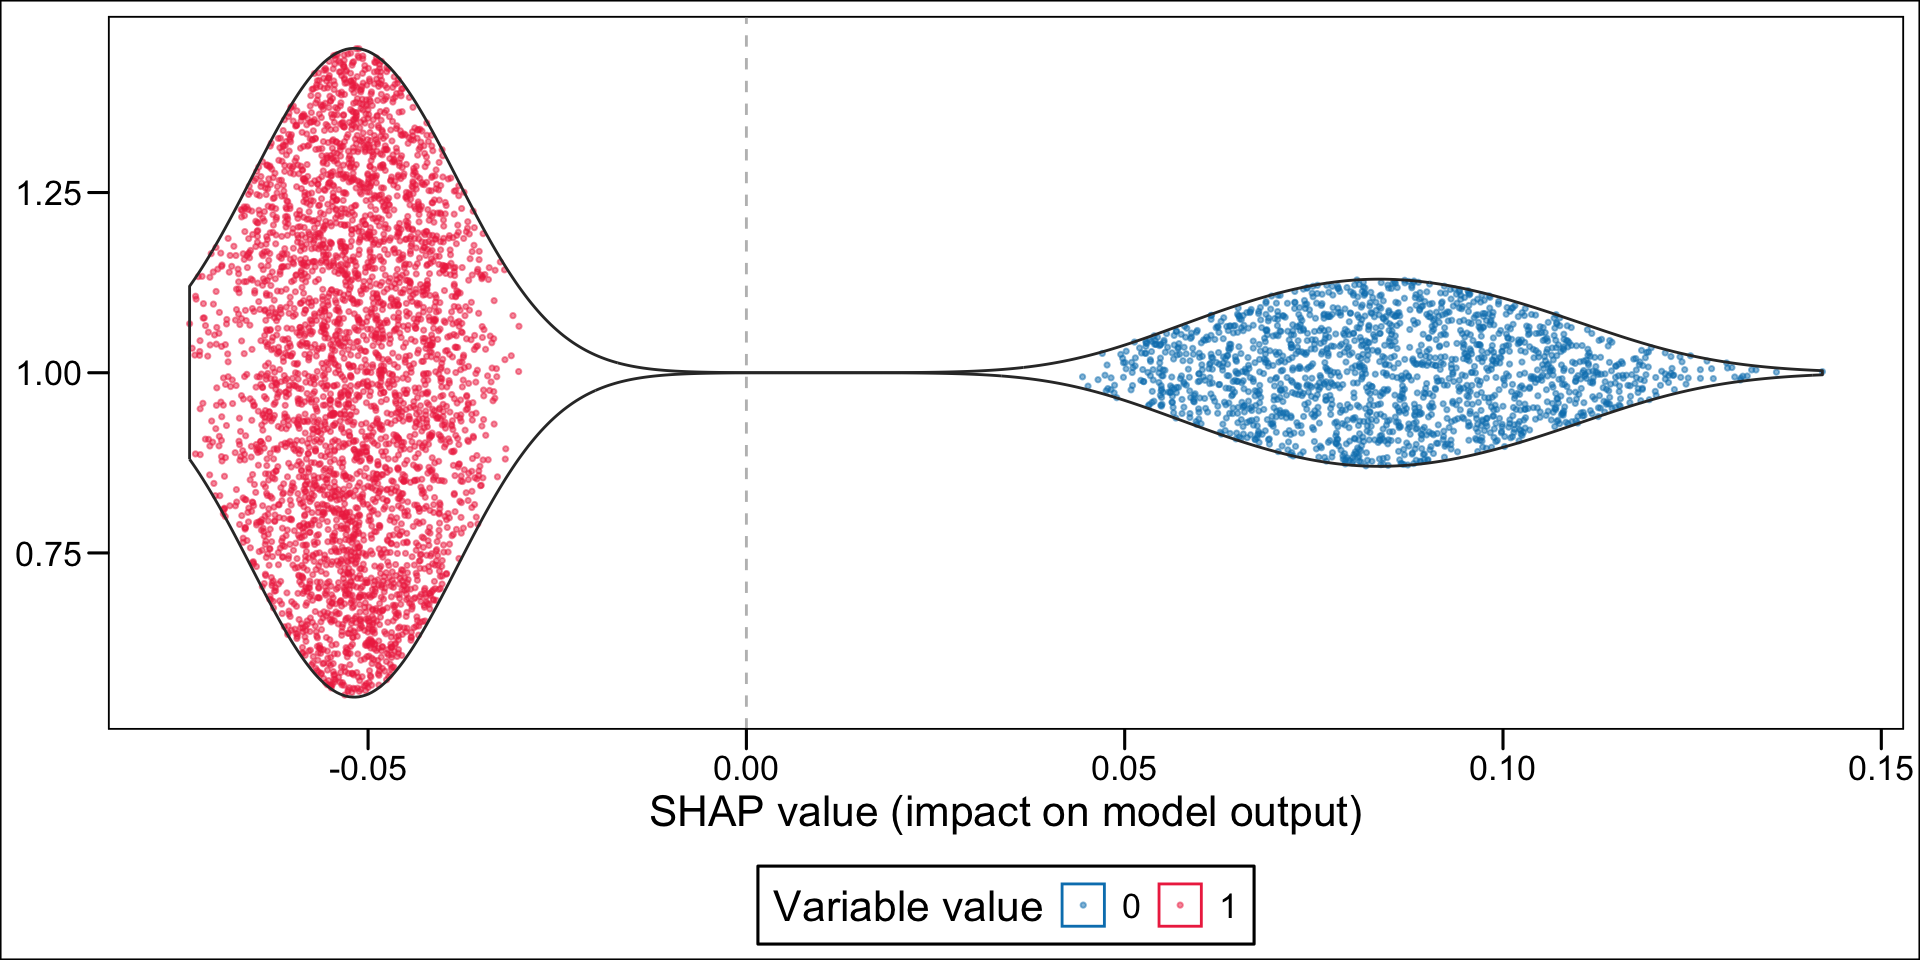 1.25
1.00
0.75
-0.05 0.00 0.05 0.10 0.15
SHAP value (impact on model output)
Variable value 0 1